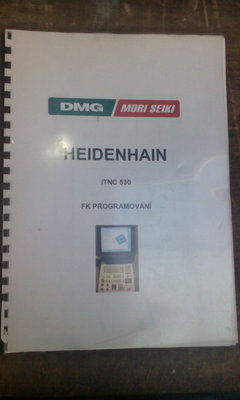 DMG MORI SEIKI
HEIDENHAIN
iTNC 530
FK PROGRAMOVÁNÍ